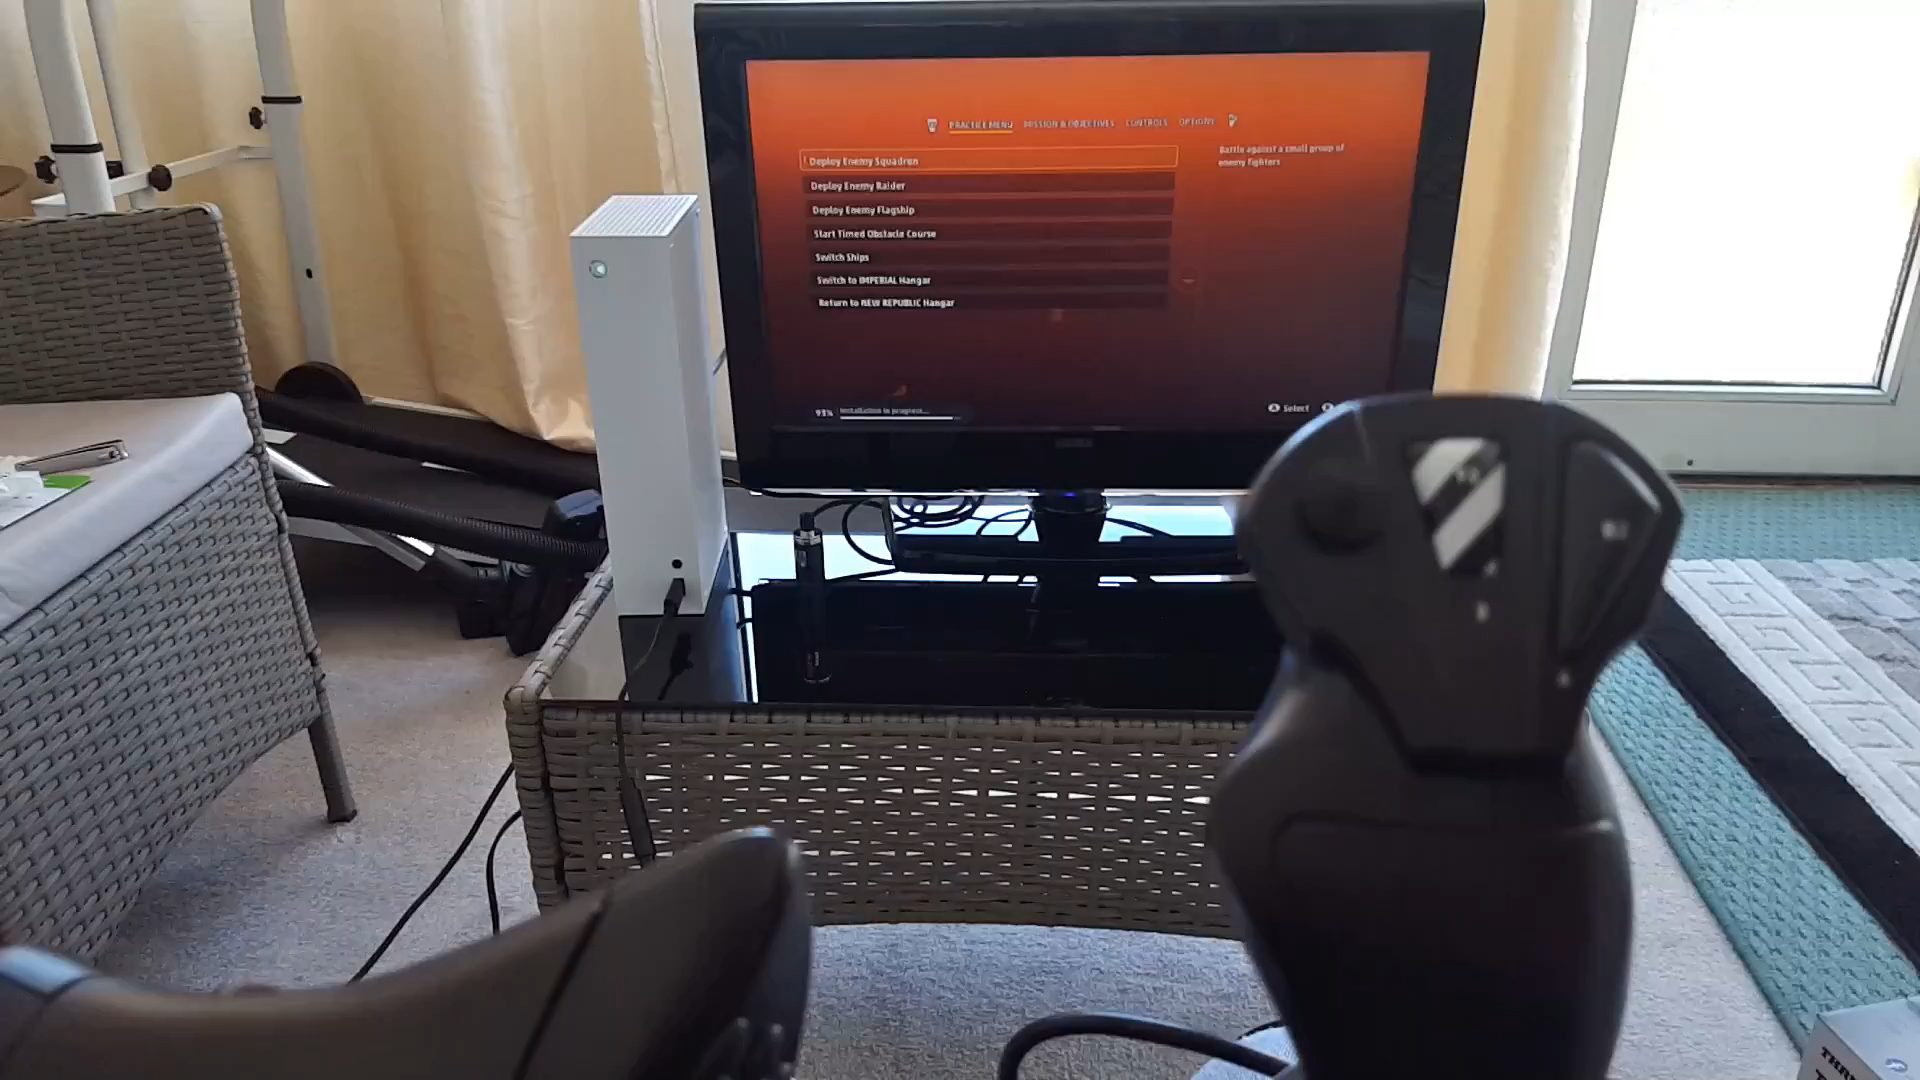 PRACTICE MENU MISSION & OBJECTIVES CONTROLS OPTIONS
Deploy Enemy Squadron
Battle against a small group of
enemy fighters
Deploy Enemy Raider
Deploy Enemy Flagship
Start Timed Obstacle Course
Switch Ships
Switch to IMPERIAL Hangar
Return to NEW REPUBLIC Hangar
93% Installation in progress...
A Select